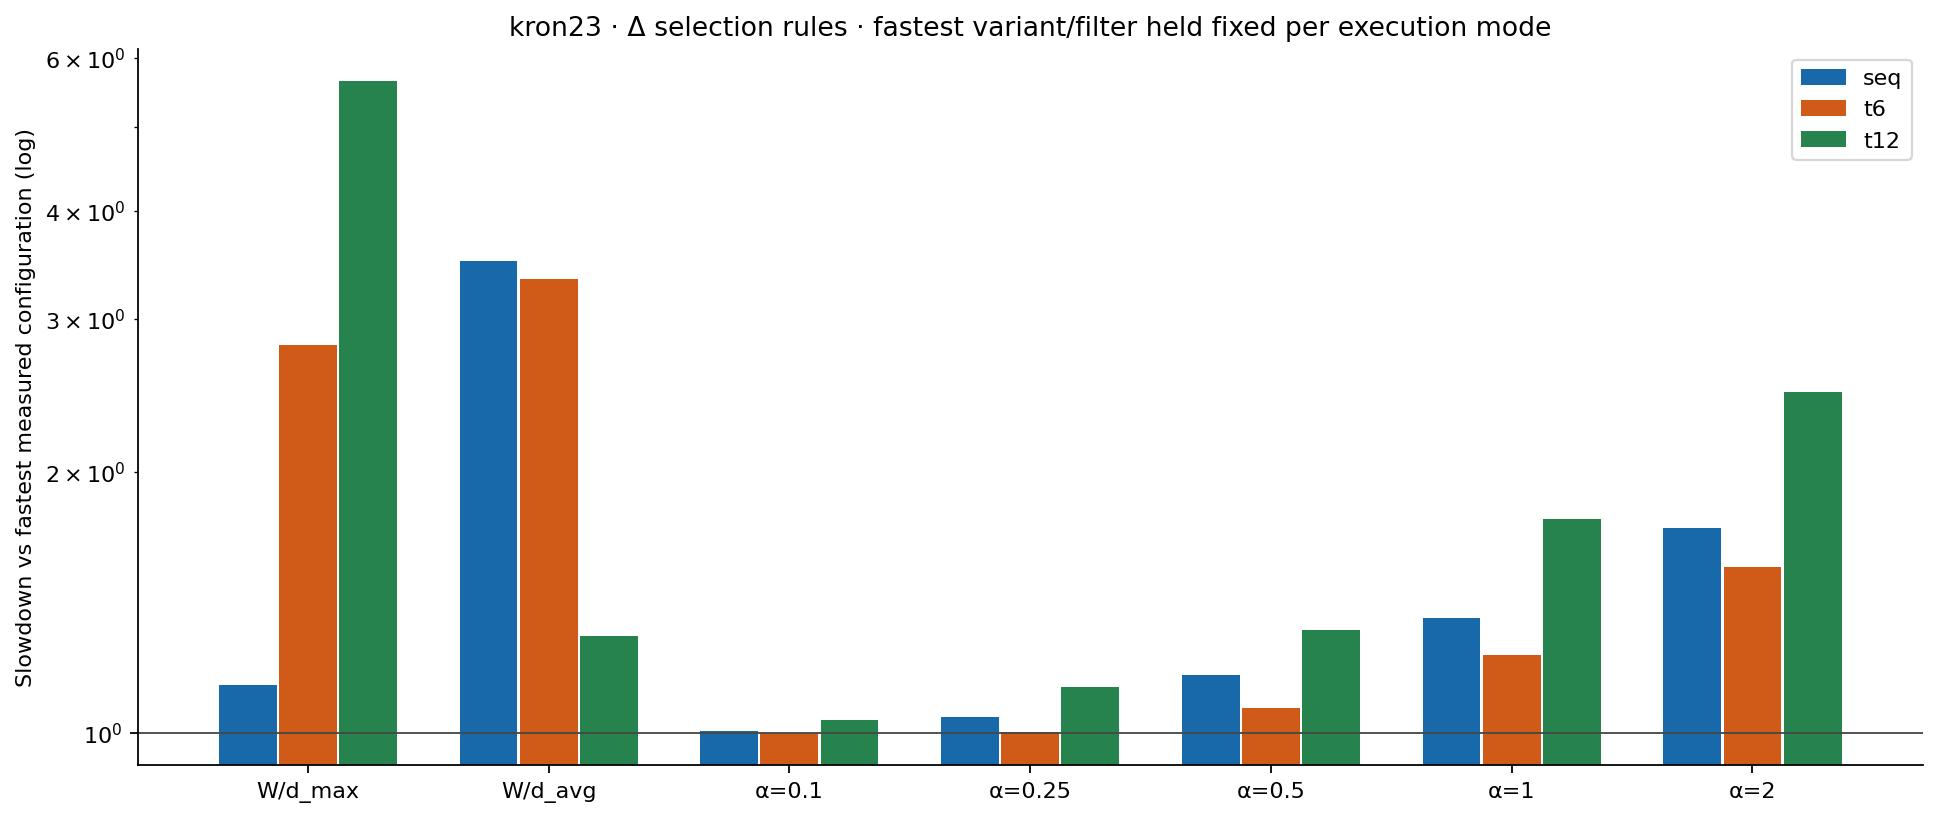 kron23 · Δ selection rules · fastest variant/filter held fixed per execution mode
Slowdown vs fastest measured configuration (log)
6 × 10⁰
4 × 10⁰
3 × 10⁰
2 × 10⁰
10⁰
seq
t6
t12
W/d_max
W/d_avg
α=0.1
α=0.25
α=0.5
α=1
α=2